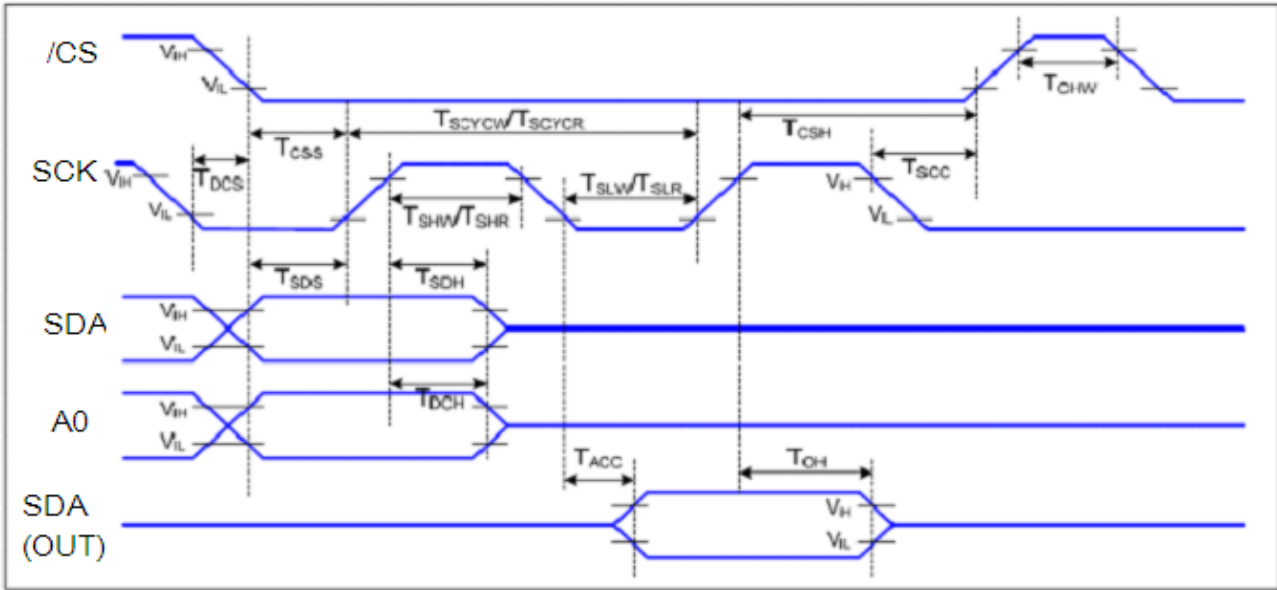 /CS
VIH
VIL
TCHW
TSCYCW/TSCYCR
TCSS
TCSH
SCK
VIH
VIL
TDCS
TSHW/TSHR
TSLW/TSLR
VIH
VIL
TSCC
TSDS
TSDH
SDA
VIH
VIL
TDCH
A0
VIH
VIL
TACC
TOH
SDA
(OUT)
VIH
VIL